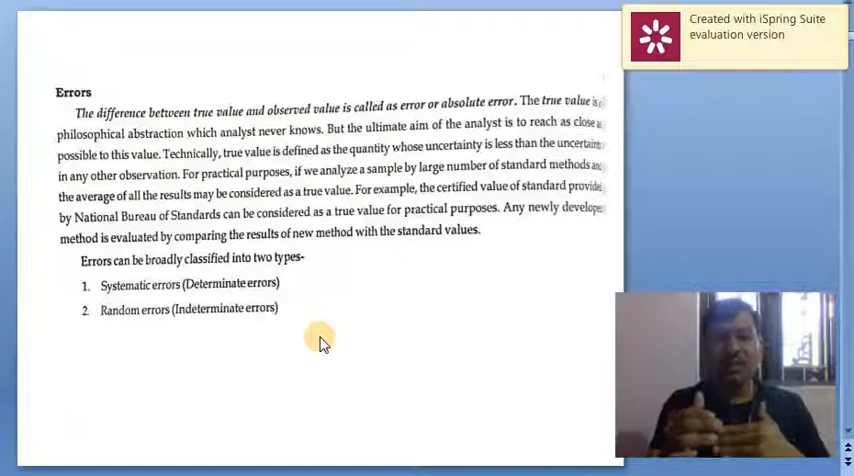 Created with iSpring Suite
evaluation version
Errors
The difference between true value and observed value is called as error or absolute error. The true value is
philosophical abstraction which analyst never knows. But the ultimate aim of the analyst is to reach as close
possible to this value. Technically, true value is defined as the quantity whose uncertainty is less than the
in any other observation. For practical purposes, if we analyze a sample by large number of standard methods and
the average of all the results may be considered as a true value. For example, the certified value of standard
by National Bureau of Standards can be considered as a true value for practical purposes. Any newly
method is evaluated by comparing the results of new method with the standard values.
Errors can be broadly classified into two types-
1. Systematic errors (Determinate errors)
2. Random errors (Indeterminate errors)